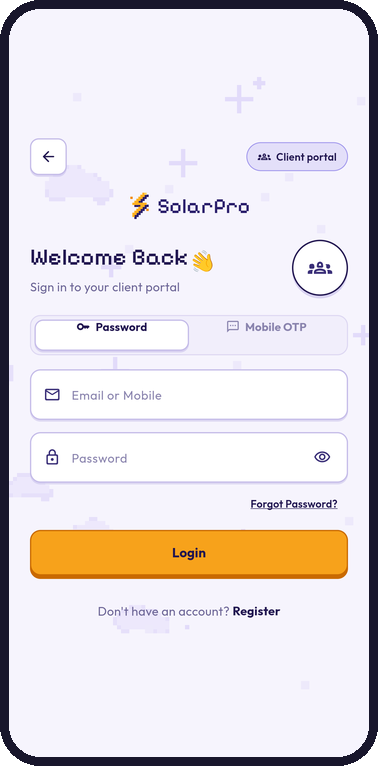 Client portal
SolarPro
Welcome Back 👋
Sign in to your client portal
Password
Mobile OTP
Email or Mobile
Password
Forgot Password?
Login
Don't have an account? Register